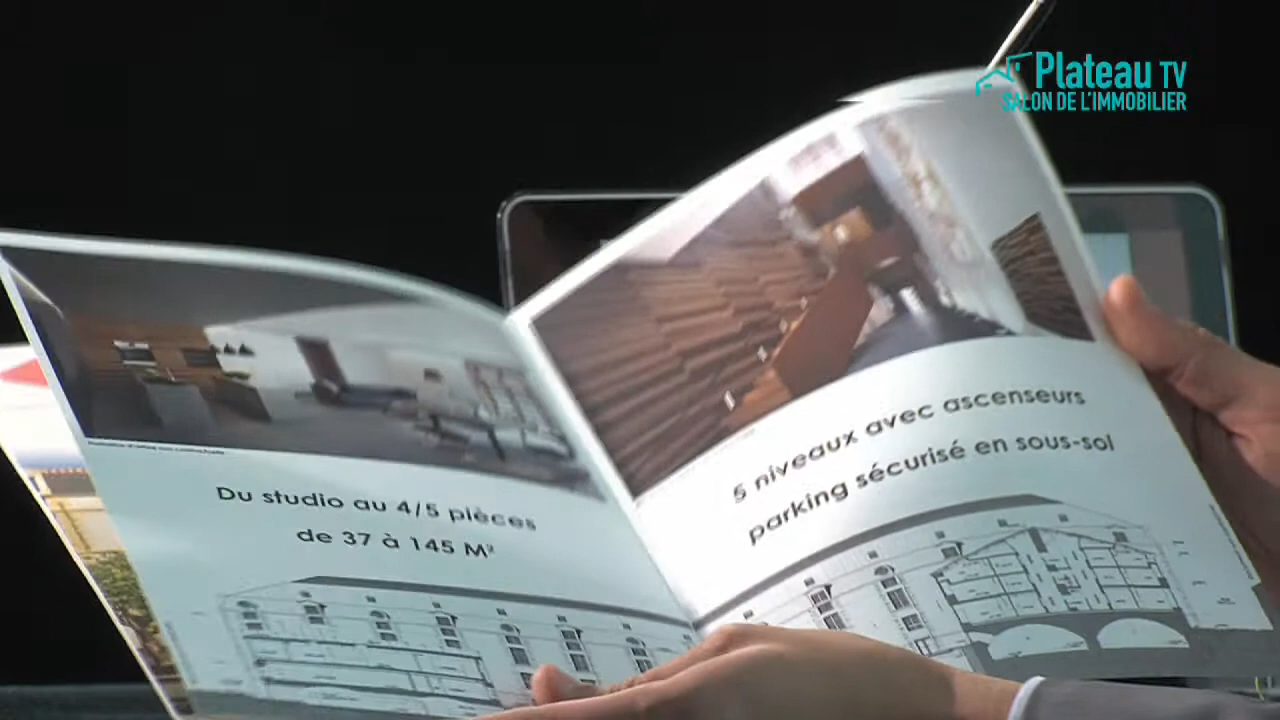 Plateau TV
SALON DE L'IMMOBILIER
Du studio au 4/5 pièces
de 37 à 145 M²
5 niveaux avec ascenseurs
parking sécurisé en sous-sol